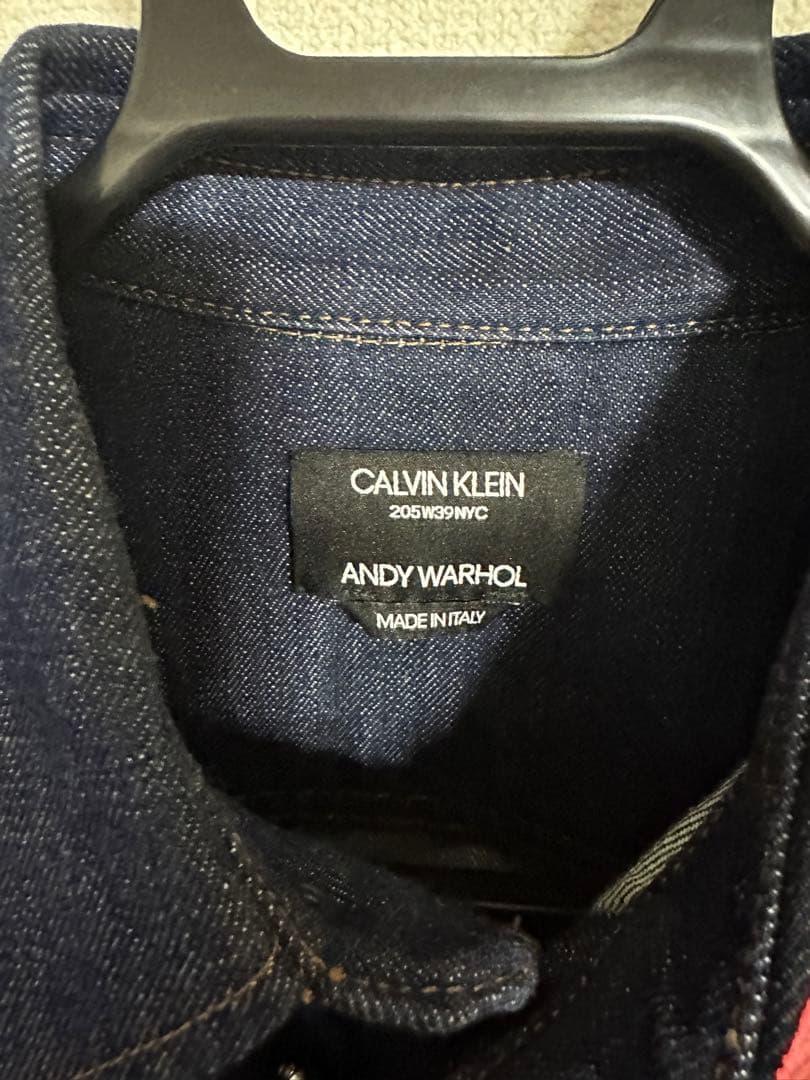 CALVIN KLEIN
205W39NYC
ANDY WARHOL
MADE IN ITALY